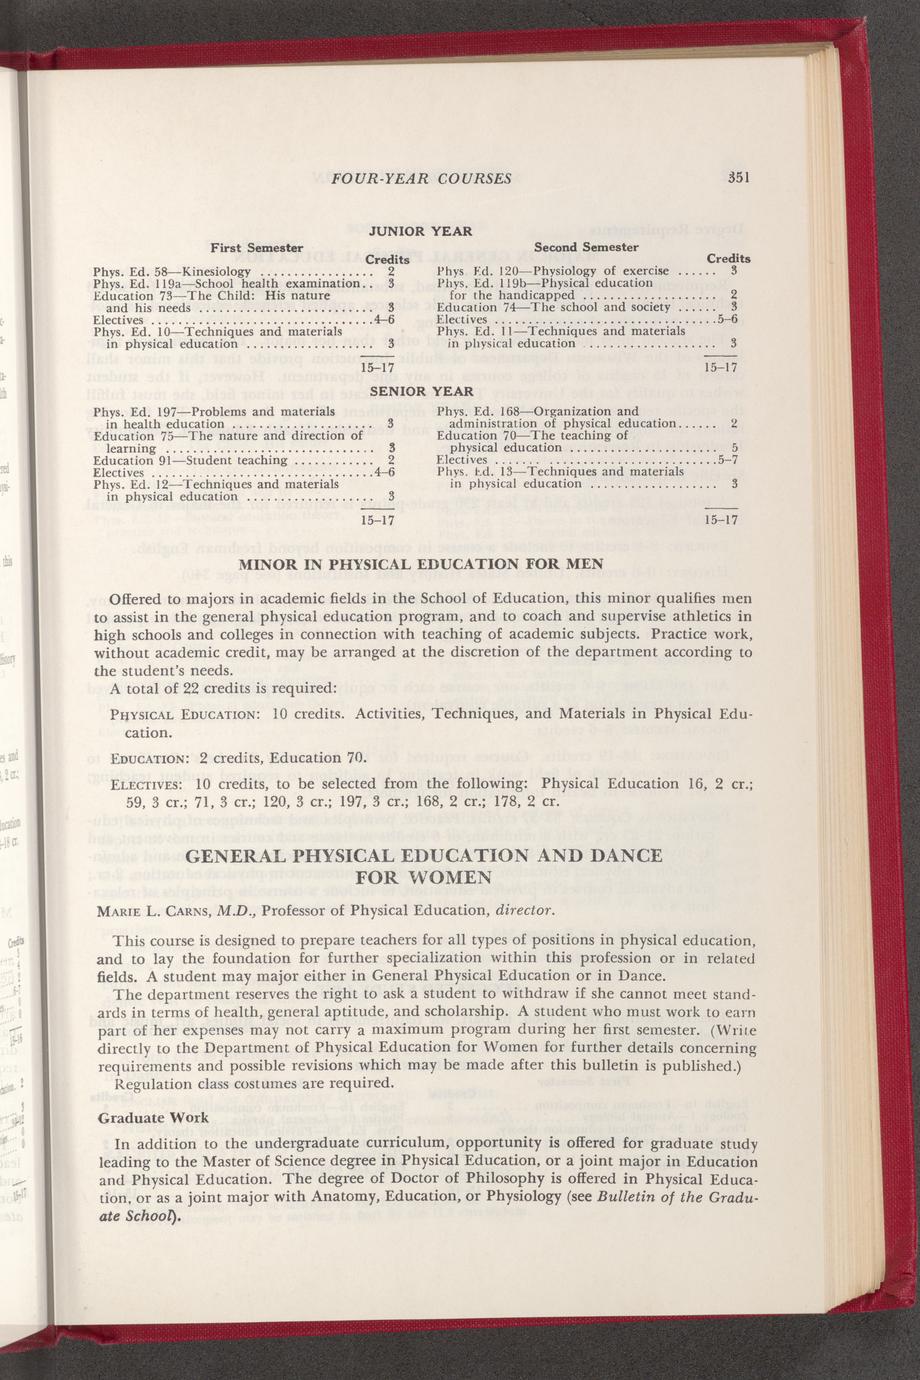 FOUR-YEAR COURSES 351
JUNIOR YEAR
First Semester
Credits
Phys. Ed. 58—Kinesiology ................ 2
Phys. Ed. 119a—School health examination.. 3
Education 73—The Child: His nature
and his needs .......................... 3
Electives .................................4–6
Phys. Ed. 10—Techniques and materials
in physical education ................... 3
15–17
Second Semester
Credits
Phys. Ed. 120—Physiology of exercise ...... 3
Phys. Ed. 119b—Physical education
for the handicapped .................... 2
Education 74—The school and society ...... 3
Electives .................................5–6
Phys. Ed. 11—Techniques and materials
in physical education .................... 3
15–17
SENIOR YEAR
Phys. Ed. 197—Problems and materials
in health education ..................... 3
Education 75—The nature and direction of
learning ............................... 3
Education 91—Student teaching ............ 2
Electives .................................4–6
Phys. Ed. 12—Techniques and materials
in physical education ................... 3
15–17
Phys. Ed. 168—Organization and
administration of physical education...... 2
Education 70—The teaching of
physical education ...................... 5
Electives .................................5–7
Phys. Ed. 13—Techniques and materials
in physical education ................... 3
15–17
MINOR IN PHYSICAL EDUCATION FOR MEN
Offered to majors in academic fields in the School of Education, this minor qualifies men
to assist in the general physical education program, and to coach and supervise athletics in
high schools and colleges in connection with teaching of academic subjects. Practice work,
without academic credit, may be arranged at the discretion of the department according to
the student's needs.
A total of 22 credits is required:
PHYSICAL EDUCATION: 10 credits. Activities, Techniques, and Materials in Physical Edu-
cation.
EDUCATION: 2 credits, Education 70.
ELECTIVES: 10 credits, to be selected from the following: Physical Education 16, 2 cr.;
59, 3 cr.; 71, 3 cr.; 120, 3 cr.; 197, 3 cr.; 168, 2 cr.; 178, 2 cr.
GENERAL PHYSICAL EDUCATION AND DANCE
FOR WOMEN
MARIE L. CARNS, M.D., Professor of Physical Education, director.
This course is designed to prepare teachers for all types of positions in physical education,
and to lay the foundation for further specialization within this profession or in related
fields. A student may major either in General Physical Education or in Dance.
The department reserves the right to ask a student to withdraw if she cannot meet stand-
ards in terms of health, general aptitude, and scholarship. A student who must work to earn
part of her expenses may not carry a maximum program during her first semester. (Write
directly to the Department of Physical Education for Women for further details concerning
requirements and possible revisions which may be made after this bulletin is published.)
Regulation class costumes are required.
Graduate Work
In addition to the undergraduate curriculum, opportunity is offered for graduate study
leading to the Master of Science degree in Physical Education, or a joint major in Education
and Physical Education. The degree of Doctor of Philosophy is offered in Physical Educa-
tion, or as a joint major with Anatomy, Education, or Physiology (see Bulletin of the Gradu-
ate School).